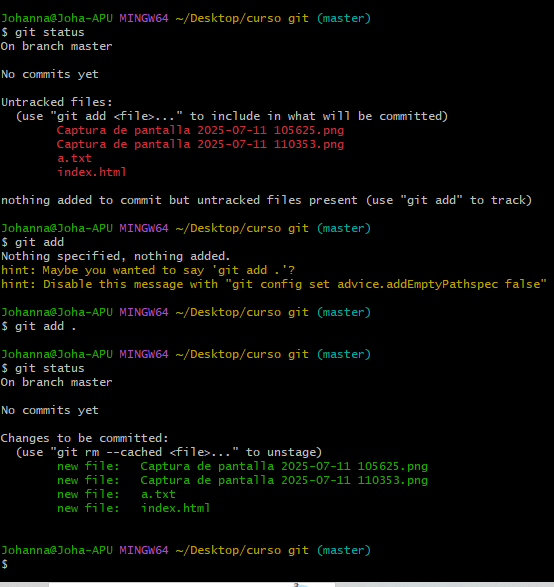 Johanna@Joha-APU MINGW64 ~/Desktop/curso git (master)
$ git status
On branch master
No commits yet
Untracked files:
(use "git add <file>..." to include in what will be committed)
Captura de pantalla 2025-07-11 105625.png
Captura de pantalla 2025-07-11 110353.png
a.txt
index.html
nothing added to commit but untracked files present (use "git add" to track)
Johanna@Joha-APU MINGW64 ~/Desktop/curso git (master)
$ git add
Nothing specified, nothing added.
hint: Maybe you wanted to say 'git add .'?
hint: Disable this message with "git config set advice.addEmptyPathspec false"
Johanna@Joha-APU MINGW64 ~/Desktop/curso git (master)
$ git add .
Johanna@Joha-APU MINGW64 ~/Desktop/curso git (master)
$ git status
On branch master
No commits yet
Changes to be committed:
(use "git rm --cached <file>..." to unstage)
new file:   Captura de pantalla 2025-07-11 105625.png
new file:   Captura de pantalla 2025-07-11 110353.png
new file:   a.txt
new file:   index.html
Johanna@Joha-APU MINGW64 ~/Desktop/curso git (master)
$